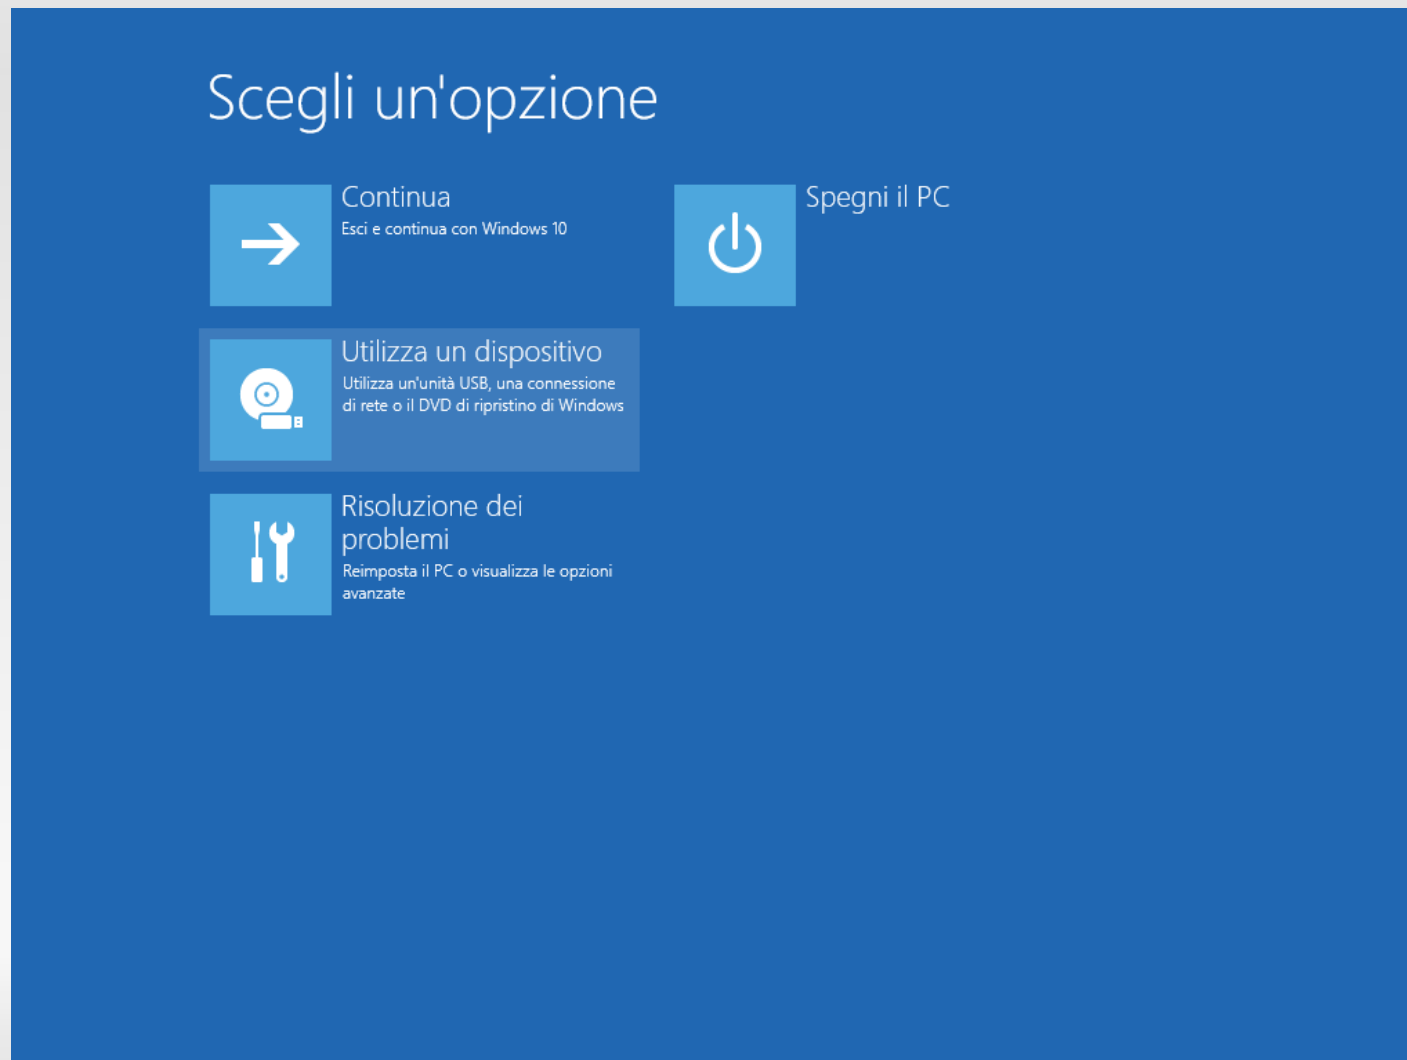 Scegli un'opzione
Continua
Esci e continua con Windows 10
Spegni il PC
Utilizza un dispositivo
Utilizza un'unità USB, una connessione
di rete o il DVD di ripristino di Windows
Risoluzione dei
problemi
Reimposta il PC o visualizza le opzioni
avanzate